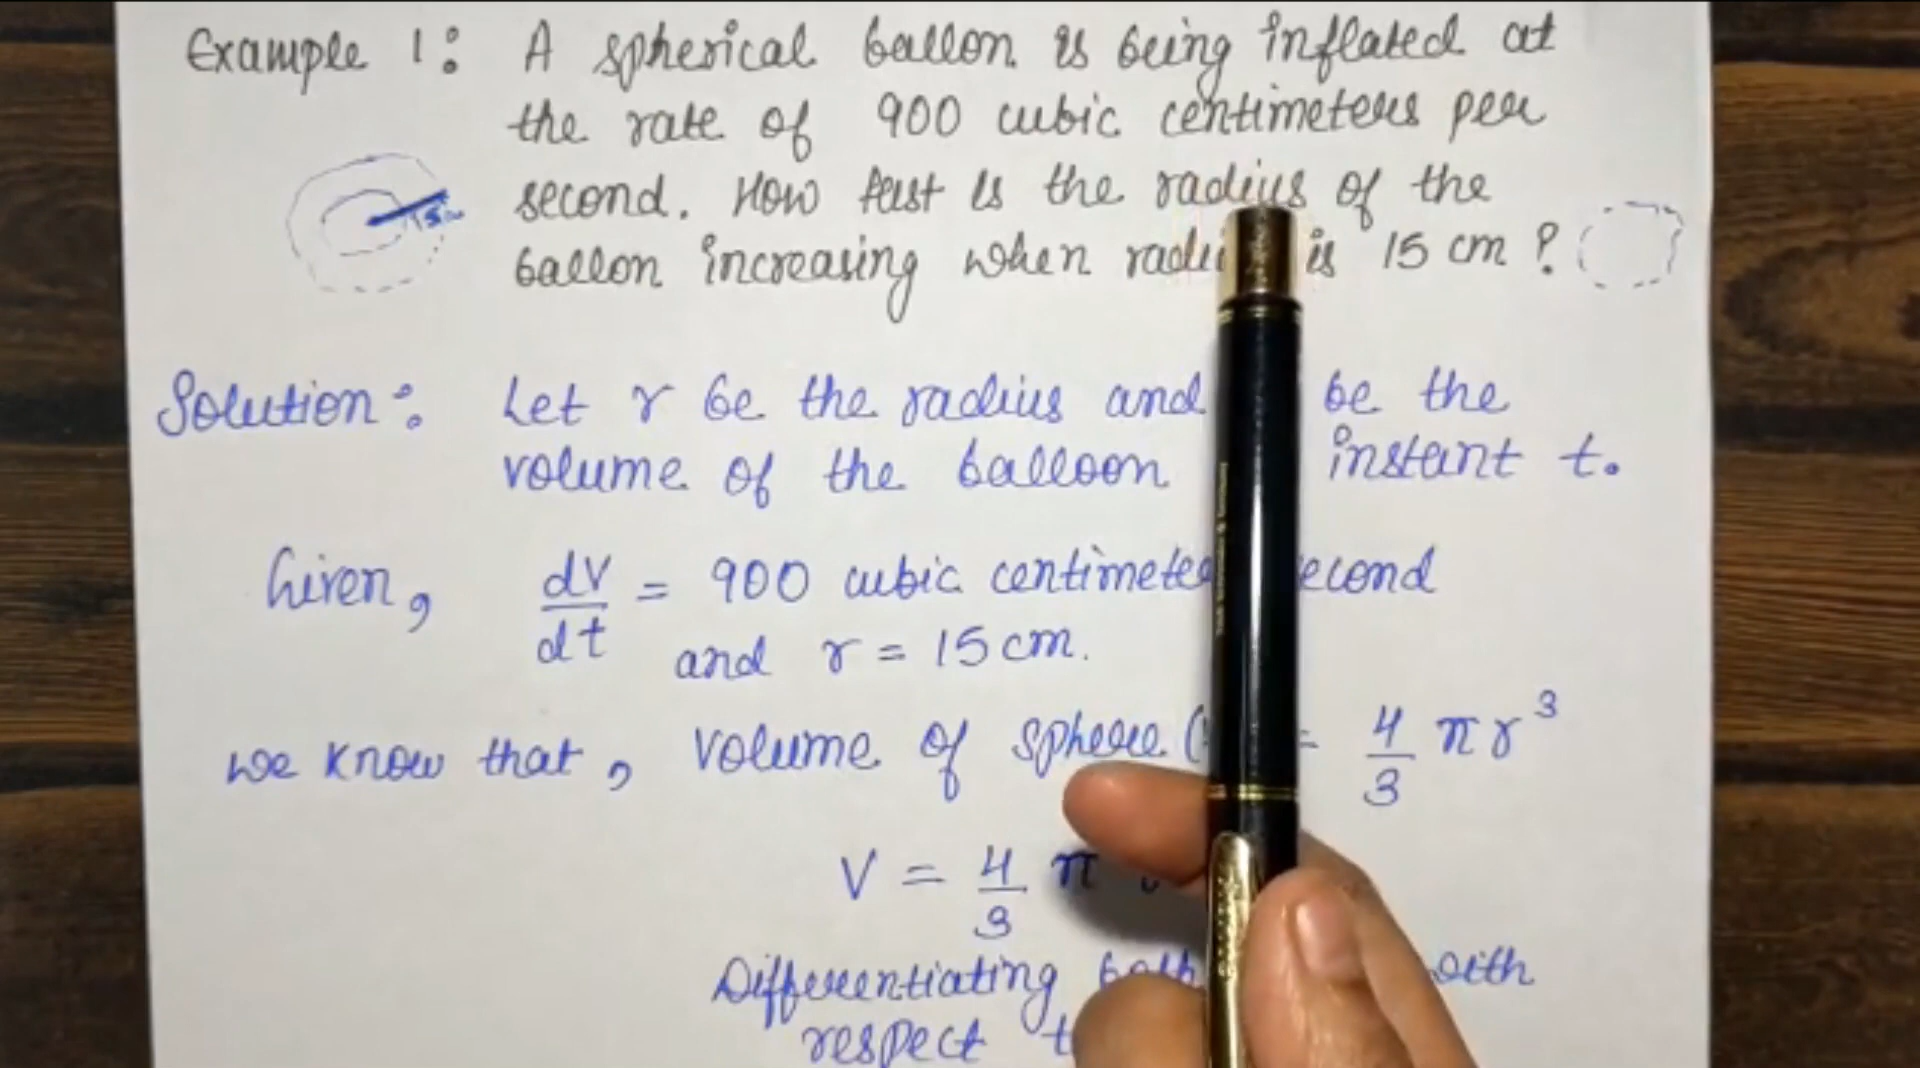 Example 1: A spherical ballon is being inflated at
the rate of 900 cubic centimeters per
second. How fast is the radius of the
ballon increasing when is 15 cm ?
Solution: Let r be the radius and be the
volume of the balloon instant t.
Given, dV/dt = 900 cubic
and r = 15 cm.
we know that, volume of sphere = 4/3 πr³
V = 4/3 π
Differentiating
respect